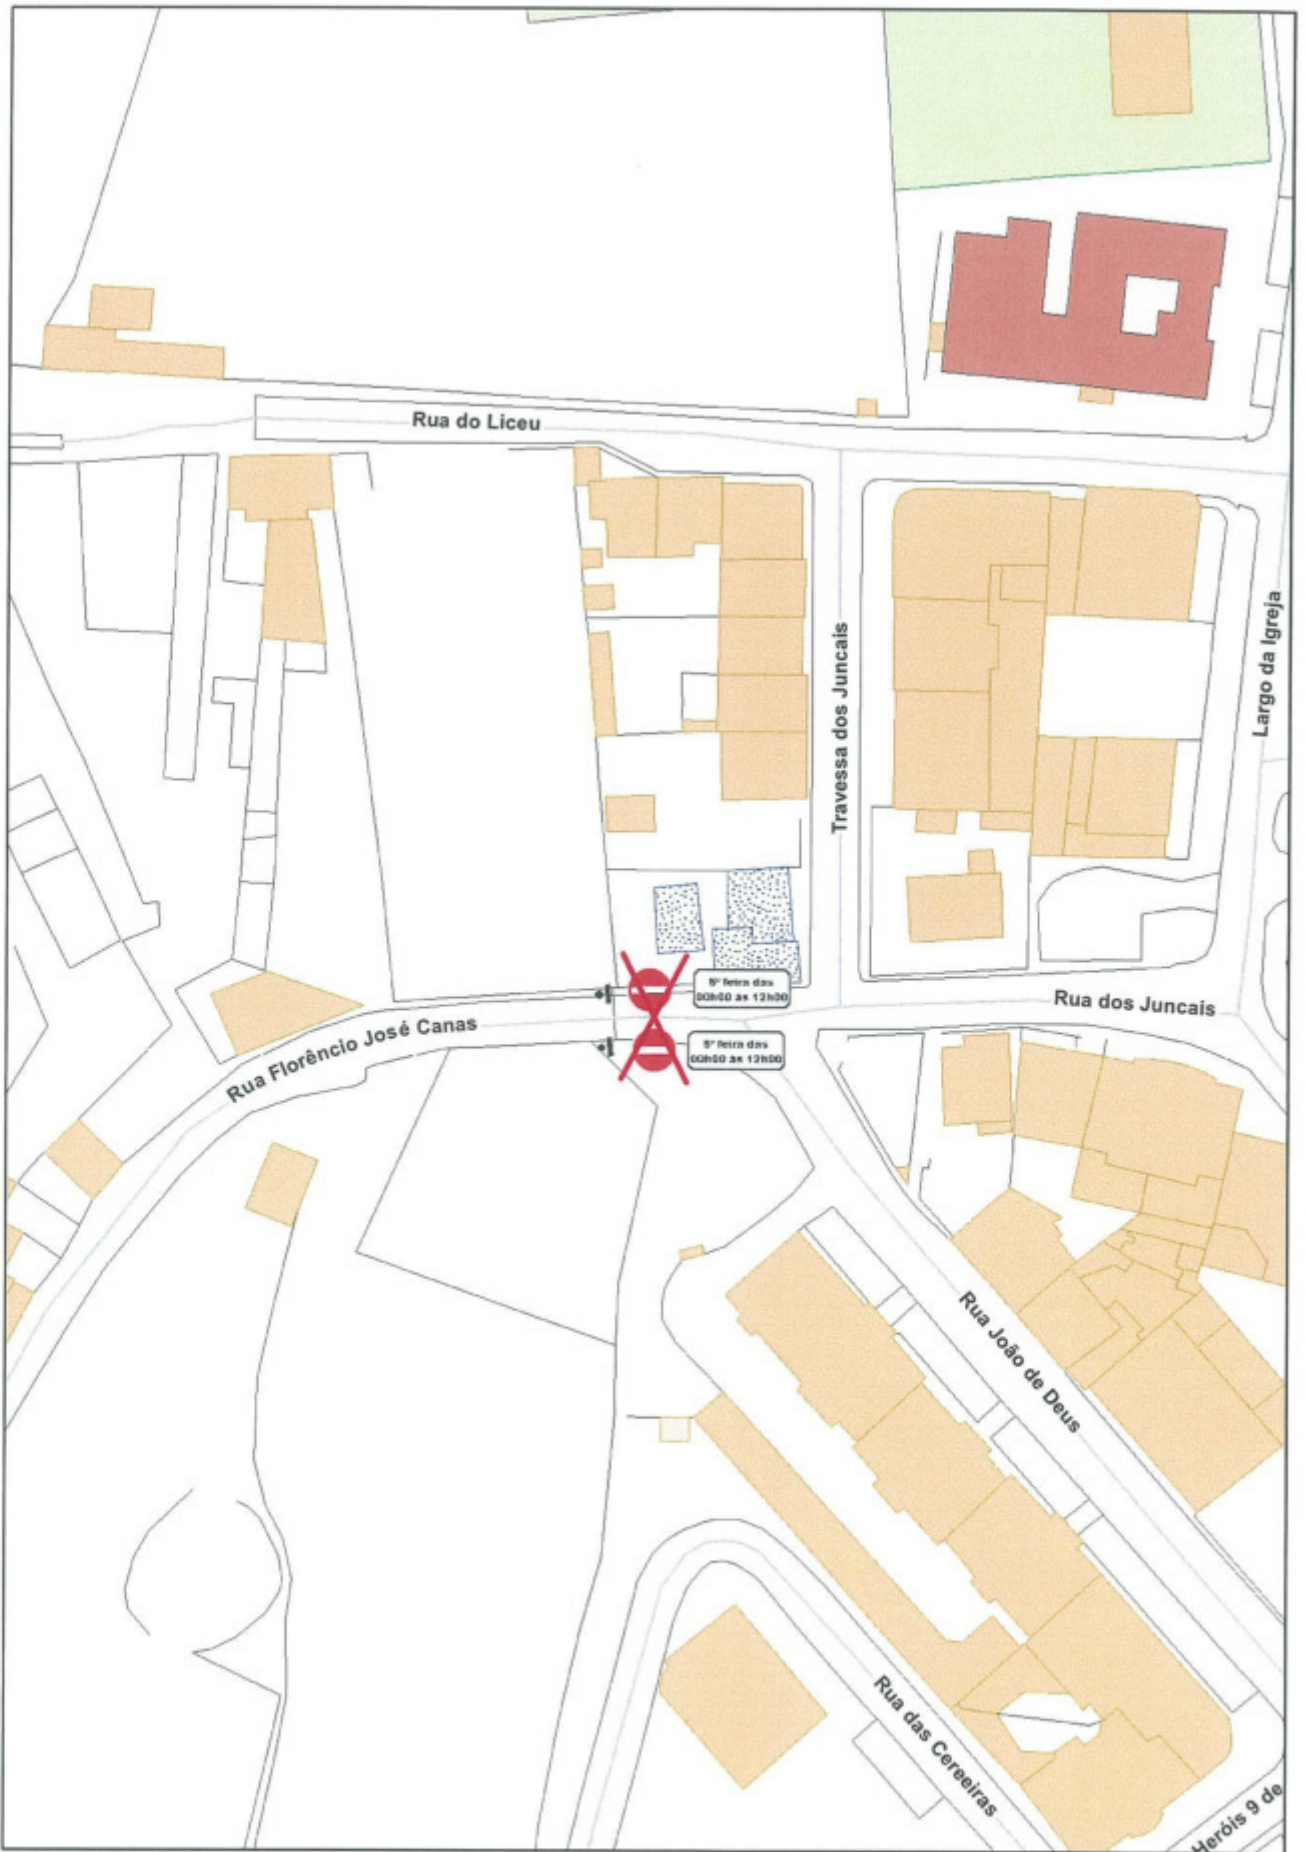 Rua do Liceu
Travessa dos Juncais
Largo da Igreja
5ª feira das
00h00 às 12h00
Rua dos Juncais
Rua Florêncio José Canas
5ª feira das
00h00 às 12h00
Rua João de Deus
Rua das Cereeiras
Heróis 9 de